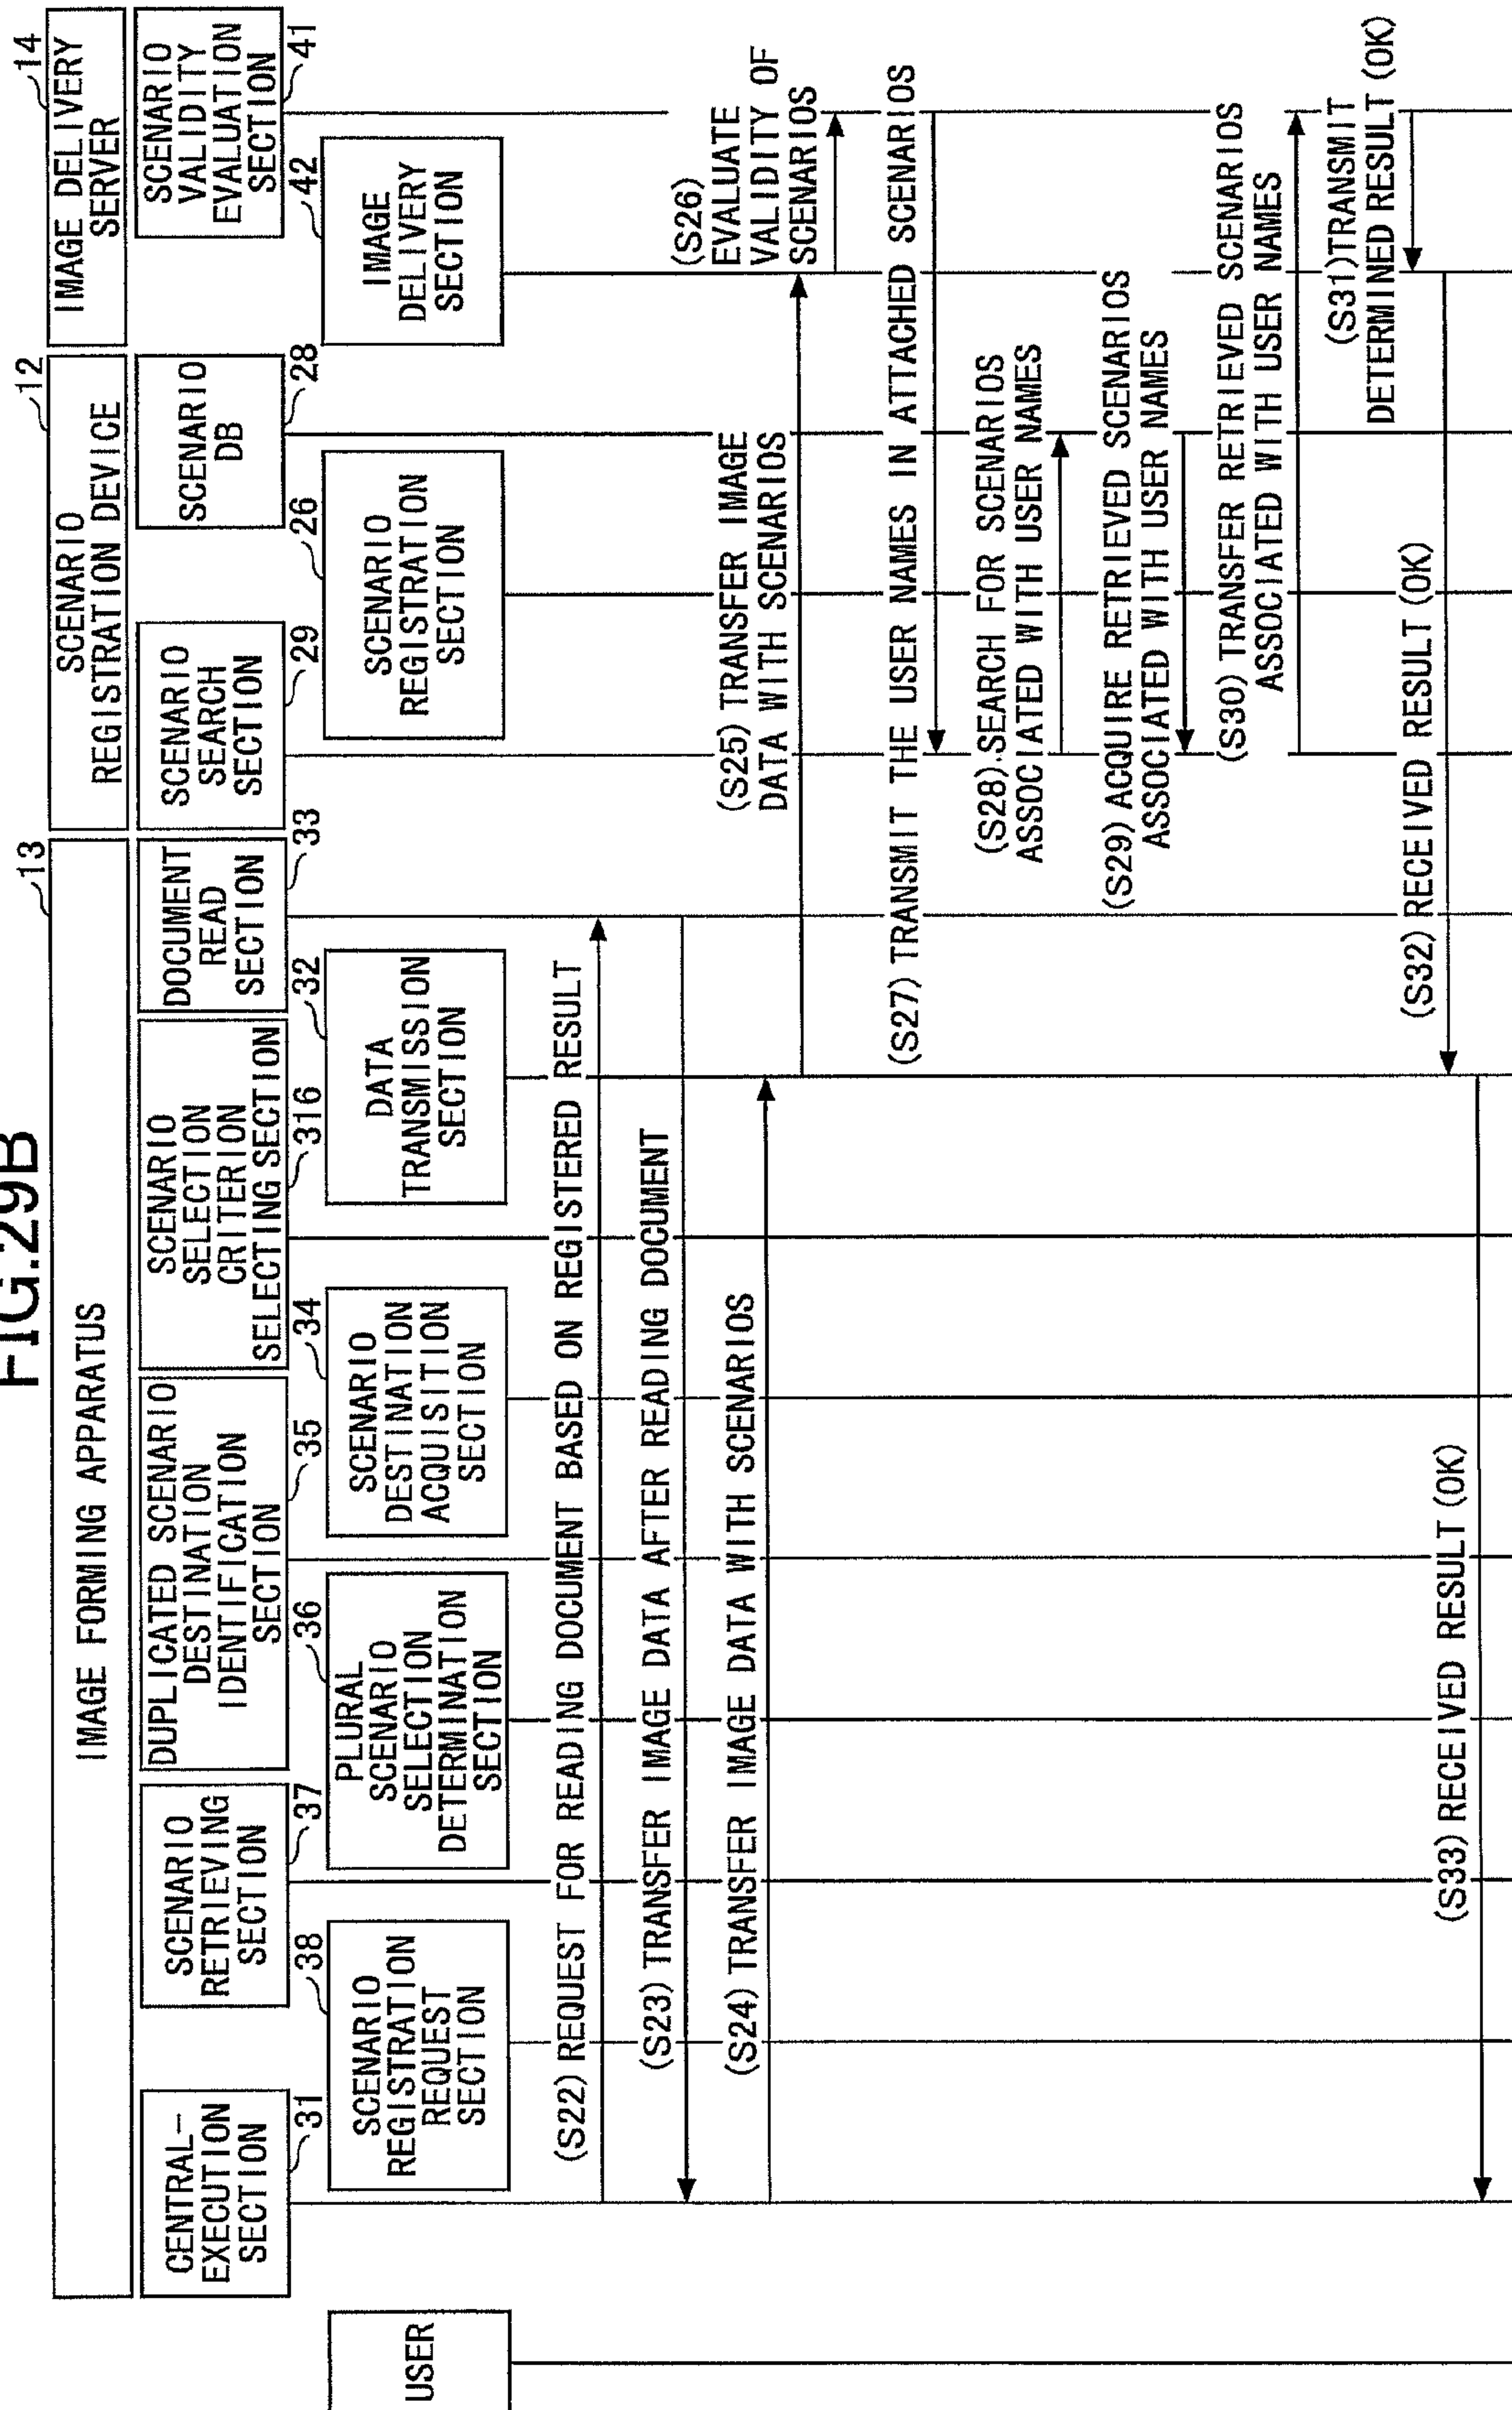 FIG.29B
IMAGE FORMING APPARATUS
13
SCENARIO
REGISTRATION DEVICE
12
IMAGE DELIVERY
SERVER
14
CENTRAL-
EXECUTION
SECTION
31
SCENARIO
RETRIEVING
SECTION
37
DUPLICATED SCENARIO
DESTINATION
IDENTIFICATION
SECTION
35
SCENARIO
SELECTION
CRITERION
SELECTING SECTION
316
DOCUMENT
READ
SECTION
33
SCENARIO
SEARCH
SECTION
29
SCENARIO
DB
28
SCENARIO
VALIDITY
EVALUATION
SECTION
41
USER
SCENARIO
REGISTRATION
REQUEST
SECTION
38
PLURAL
SCENARIO
SELECTION
DETERMINATION
SECTION
36
SCENARIO
DESTINATION
ACQUISITION
SECTION
34
DATA
TRANSMISSION
SECTION
32
SCENARIO
REGISTRATION
SECTION
26
IMAGE
DELIVERY
SECTION
42
(S22) REQUEST FOR READING DOCUMENT BASED ON REGISTERED RESULT
(S23) TRANSFER IMAGE DATA AFTER READING DOCUMENT
(S24) TRANSFER IMAGE DATA WITH SCENARIOS
(S25) TRANSFER IMAGE
DATA WITH SCENARIOS
(S26)
EVALUATE
VALIDITY OF
SCENARIOS
(S27) TRANSMIT THE USER NAMES IN ATTACHED SCENARIOS
(S28) SEARCH FOR SCENARIOS
ASSOCIATED WITH USER NAMES
(S29) ACQUIRE RETRIEVED SCENARIOS
ASSOCIATED WITH USER NAMES
(S30) TRANSFER RETRIEVED SCENARIOS
ASSOCIATED WITH USER NAMES
(S31)TRANSMIT
DETERMINED RESULT (OK)
(S32) RECEIVED RESULT (OK)
(S33) RECEIVED RESULT (OK)